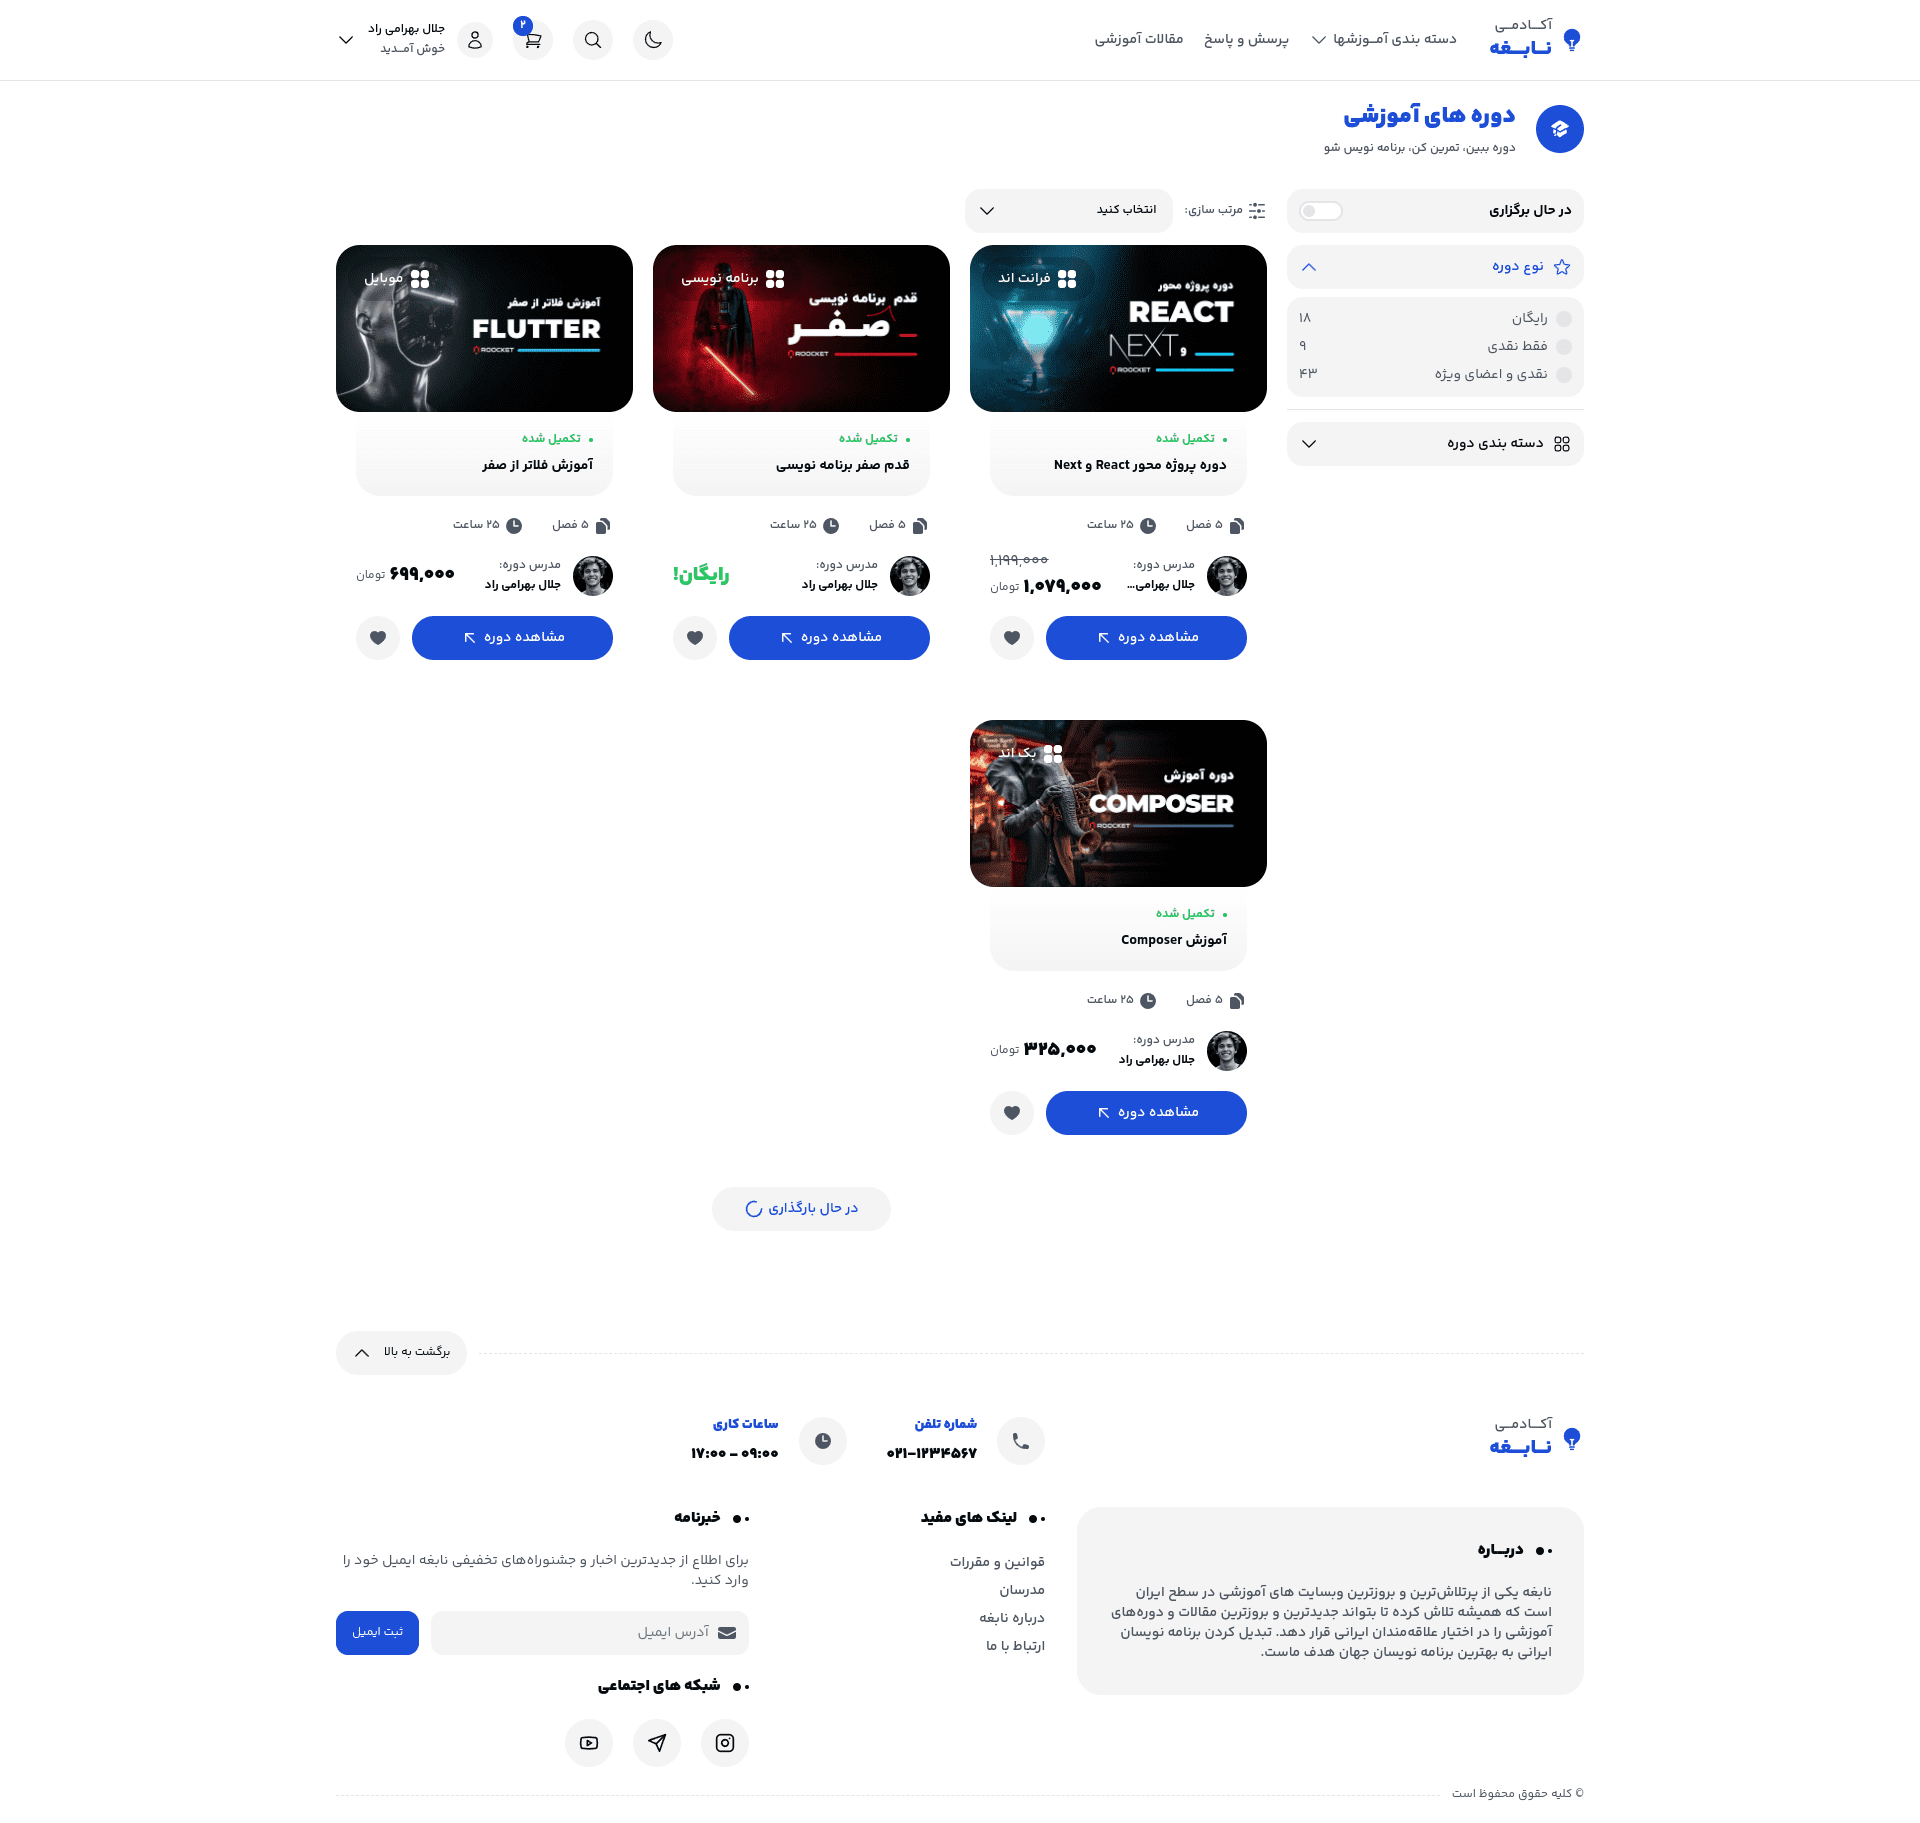 آکـــادمـــی
نـــابـــغه
دسته بندی آمـــوزشها
پرسش و پاسخ
مقالات آموزشی
۲
جلال بهرامی راد
خوش آمـــدید
دوره های آموزشی
دوره ببین، تمرین کن، برنامه نویس شو
در حال برگزاری
مرتب سازی:
انتخاب کنید
نوع دوره
رایگان
۱۸
فقط نقدی
۹
نقدی و اعضای ویژه
۴۳
دسته بندی دوره
فرانت اند
دوره پروژه محور
REACT
و NEXT
ROOCKET
تکمیل شده
دوره پروژه محور React و Next
۵ فصل
۲۵ ساعت
مدرس دوره:
جلال بهرامی...
۱,۱۹۹,۰۰۰
۱,۰۷۹,۰۰۰ تومان
مشاهده دوره
برنامه نویسی
قدم برنامه نویسی
صـفـــر
ROOCKET
تکمیل شده
قدم صفر برنامه نویسی
۵ فصل
۲۵ ساعت
مدرس دوره:
جلال بهرامی راد
رایگان!
مشاهده دوره
موبایل
آموزش فلاتر از صفر
FLUTTER
ROOCKET
تکمیل شده
آموزش فلاتر از صفر
۵ فصل
۲۵ ساعت
مدرس دوره:
جلال بهرامی راد
۶۹۹,۰۰۰ تومان
مشاهده دوره
بک اند
دوره آموزش
COMPOSER
ROOCKET
تکمیل شده
آموزش Composer
۵ فصل
۲۵ ساعت
مدرس دوره:
جلال بهرامی راد
۳۲۵,۰۰۰ تومان
مشاهده دوره
در حال بارگذاری
برگشت به بالا
آکـــادمـــی
نـــابـــغه
شماره تلفن
۰۲۱-۱۲۳۴۵۶۷
ساعات کاری
۰۹:۰۰ - ۱۷:۰۰
دربـــاره
نابغه یکی از پرتلاش‌ترین و بروزترین وبسایت های آموزشی در سطح ایران
است که همیشه تلاش کرده تا بتواند جدیدترین و بروزترین مقالات و دوره‌های
آموزشی را در اختیار علاقه‌مندان ایرانی قرار دهد. تبدیل کردن برنامه نویسان
ایرانی به بهترین برنامه نویسان جهان هدف ماست.
لینک های مفید
قوانین و مقررات
مدرسان
درباره نابغه
ارتباط با ما
خبرنامه
برای اطلاع از جدیدترین اخبار و جشنوراه‌های تخفیفی نابغه ایمیل خود را
وارد کنید.
آدرس ایمیل
ثبت ایمیل
شبکه های اجتماعی
© کلیه حقوق محفوظ است